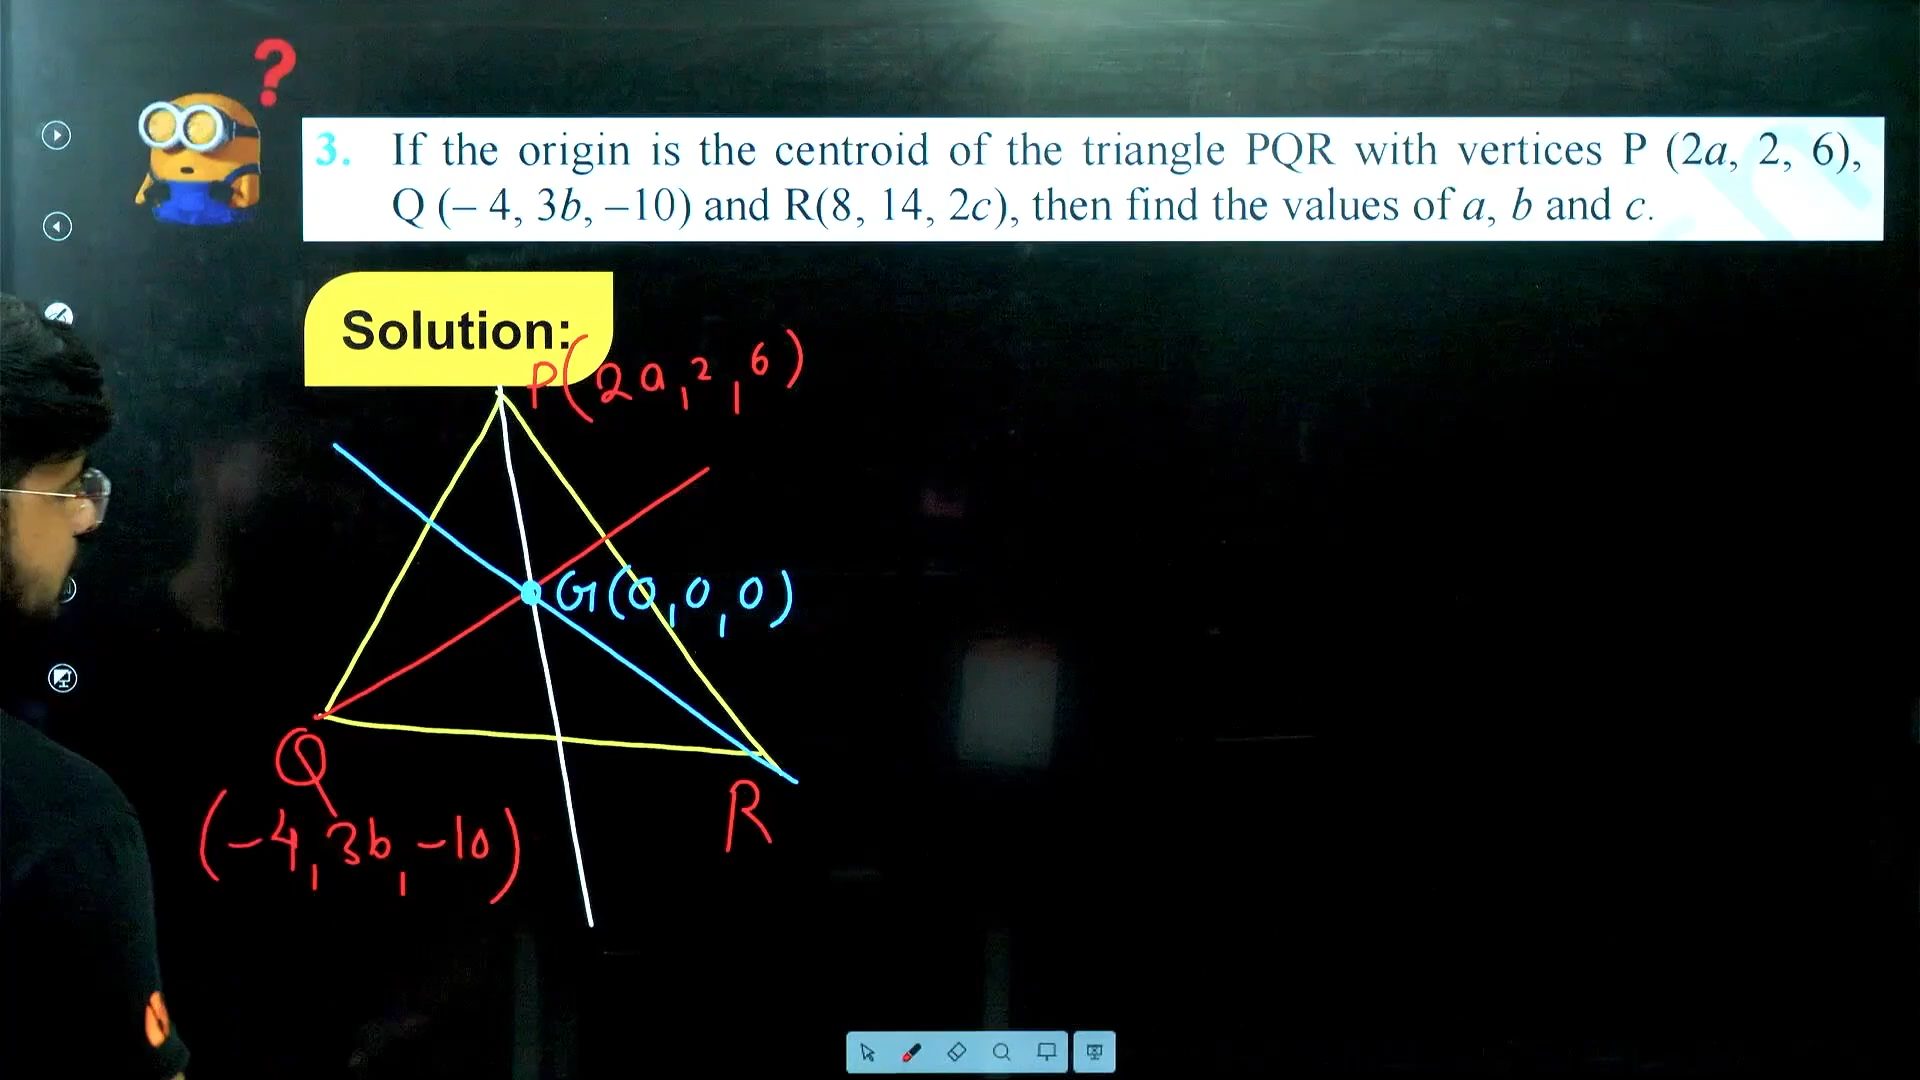 ?
3. If the origin is the centroid of the triangle PQR with vertices P (2a, 2, 6),
Q (– 4, 3b, –10) and R(8, 14, 2c), then find the values of a, b and c.
Solution:
P(2a, 2, 6)
G(0, 0, 0)
Q
R
(-4, 3b, -10)